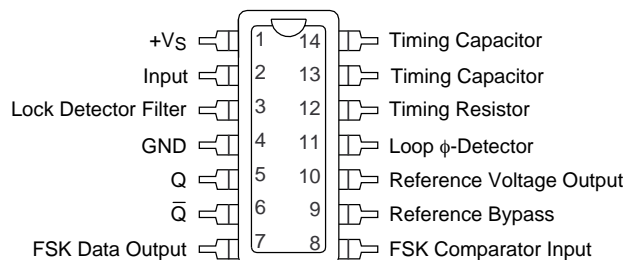 +VS 1 14 Timing Capacitor
Input 2 13 Timing Capacitor
Lock Detector Filter 3 12 Timing Resistor
GND 4 11 Loop ϕ-Detector
Q 5 10 Reference Voltage Output
Q̅ 6 9 Reference Bypass
FSK Data Output 7 8 FSK Comparator Input